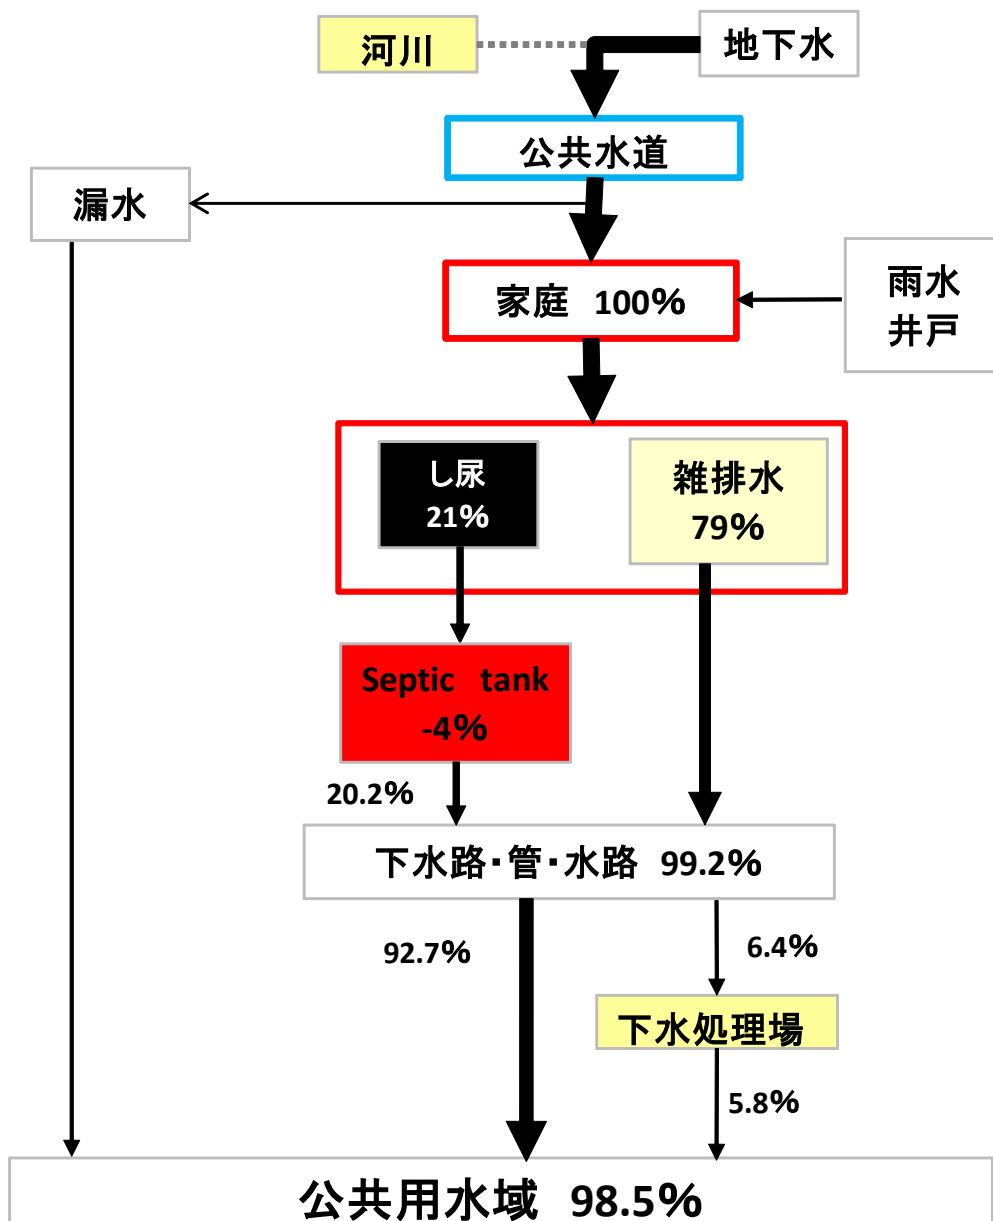 河川
地下水
公共水道
漏水
家庭 100%
雨水
井戸
し尿
21%
雑排水
79%
Septic tank
-4%
20.2%
下水路・管・水路 99.2%
92.7%
6.4%
下水処理場
5.8%
公共用水域 98.5%